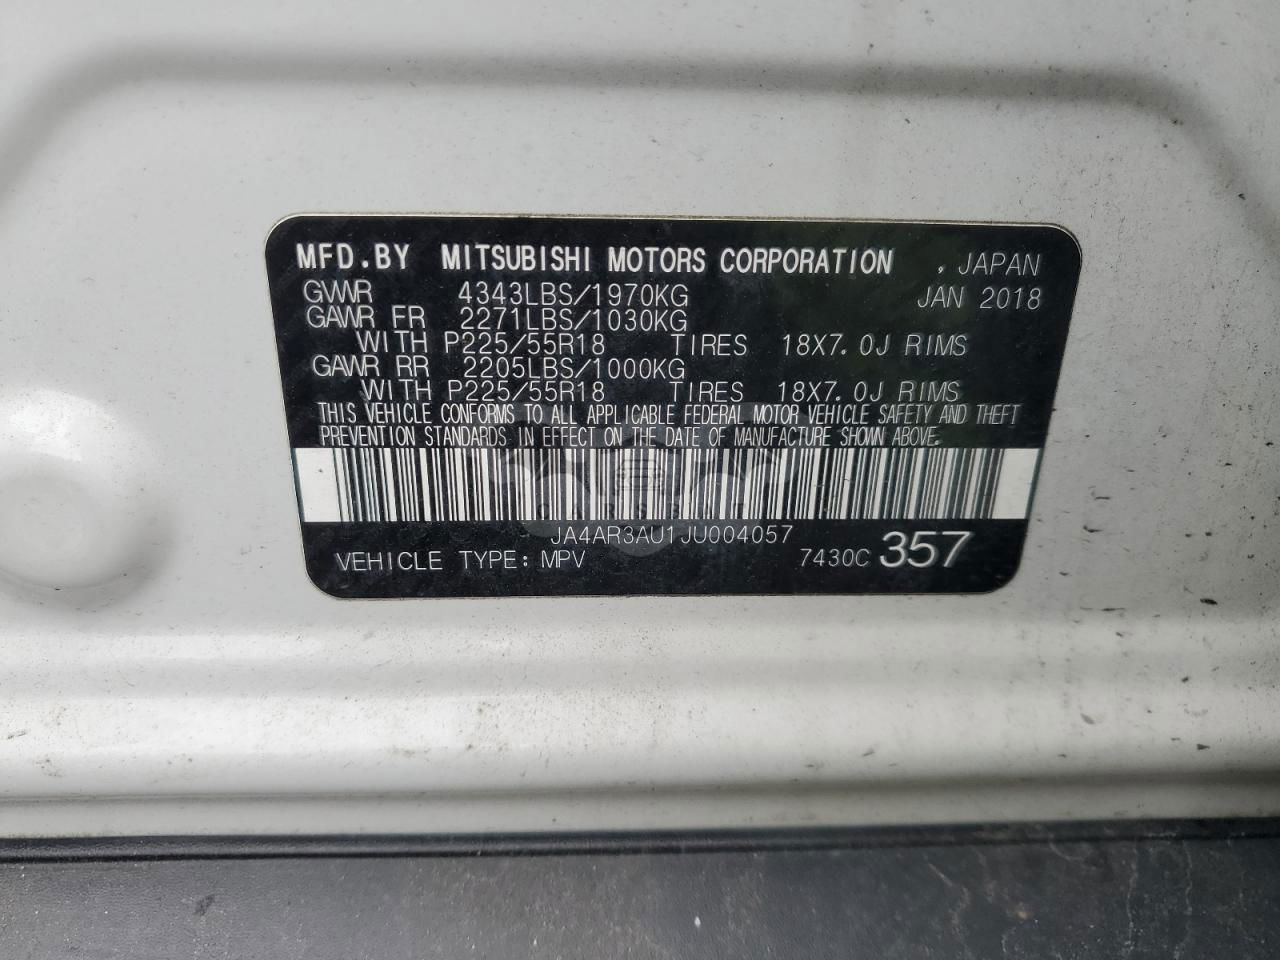 MFD.BY MITSUBISHI MOTORS CORPORATION , JAPAN
GVWR 4343LBS/1970KG JAN 2018
GAWR FR 2271LBS/1030KG
WITH P225/55R18 TIRES 18X7.0J RIMS
GAWR RR 2205LBS/1000KG
WITH P225/55R18 TIRES 18X7.0J RIMS
THIS VEHICLE CONFORMS TO ALL APPLICABLE FEDERAL MOTOR VEHICLE SAFETY AND THEFT
PREVENTION STANDARDS IN EFFECT ON THE DATE OF MANUFACTURE SHOWN ABOVE.
JA4AR3AU1JU004057
VEHICLE TYPE: MPV 7430C 357